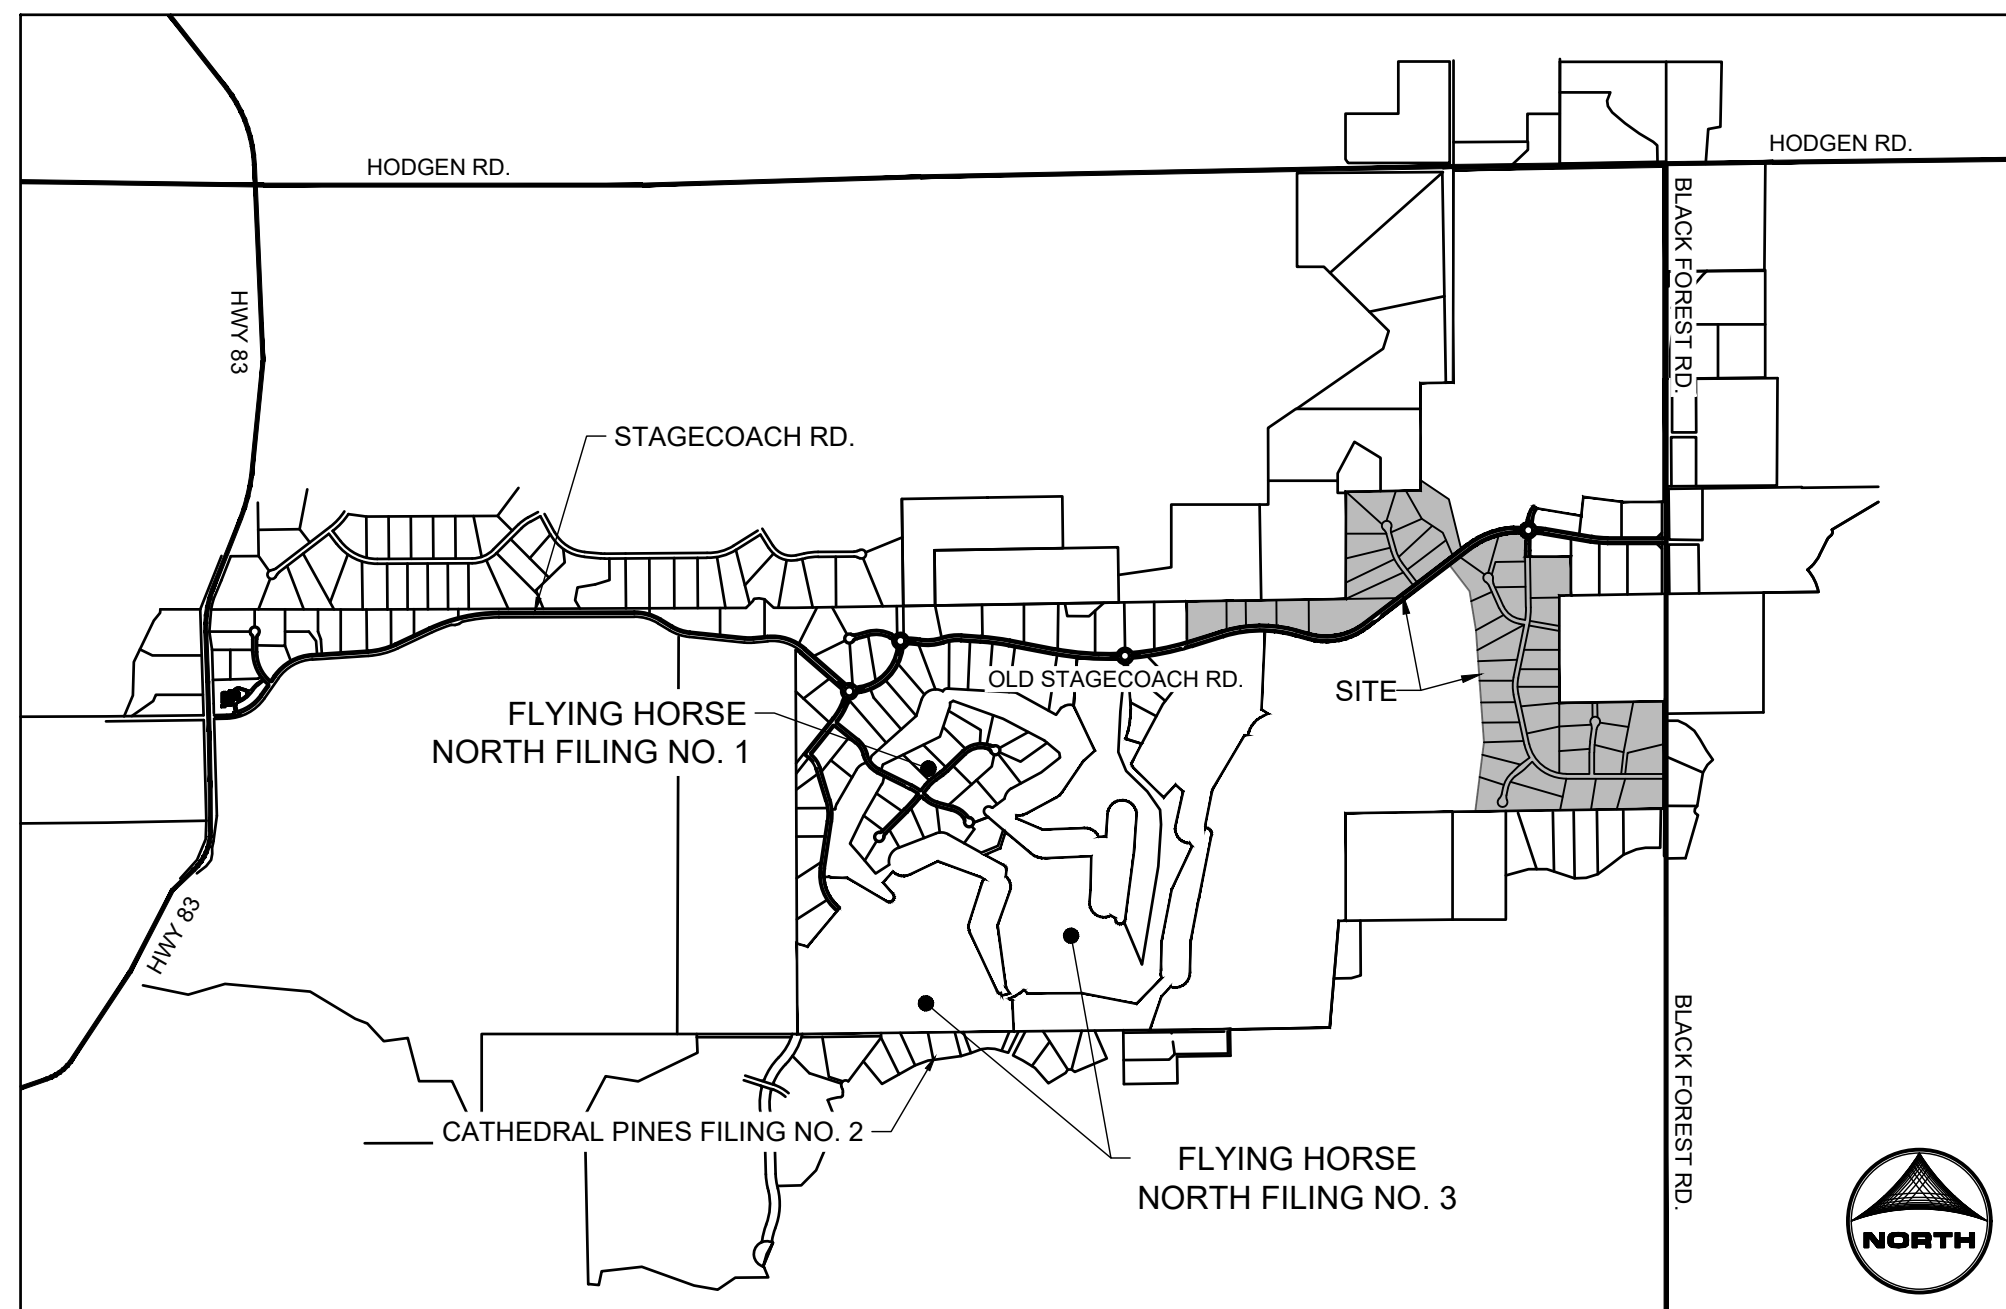 HODGEN RD.
HODGEN RD.
BLACK FOREST RD.
HWY 83
STAGECOACH RD.
OLD STAGECOACH RD.
SITE
FLYING HORSE
NORTH FILING NO. 1
HWY 83
BLACK FOREST RD.
CATHEDRAL PINES FILING NO. 2
FLYING HORSE
NORTH FILING NO. 3
NORTH